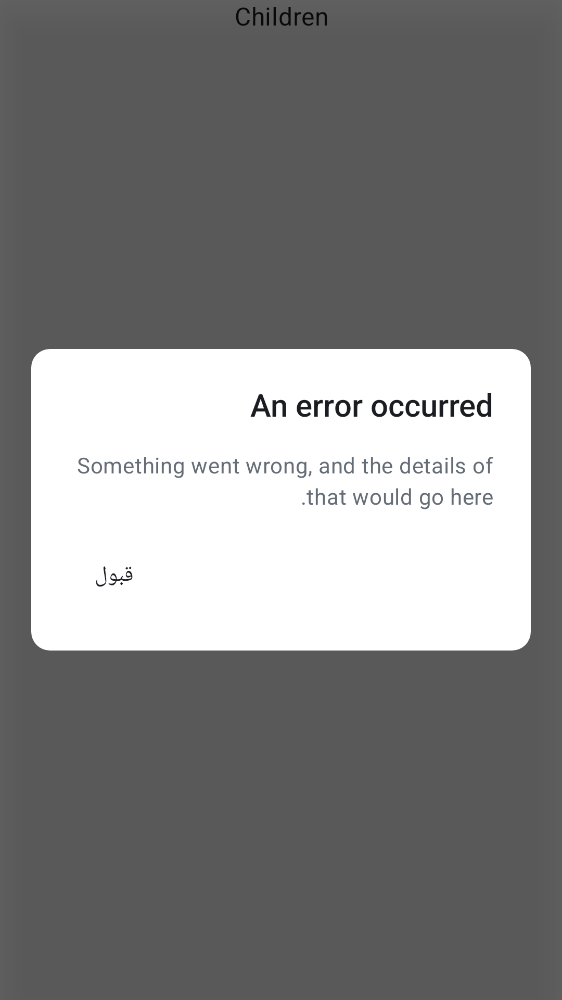 Children
An error occurred
Something went wrong, and the details of
.that would go here
قبول